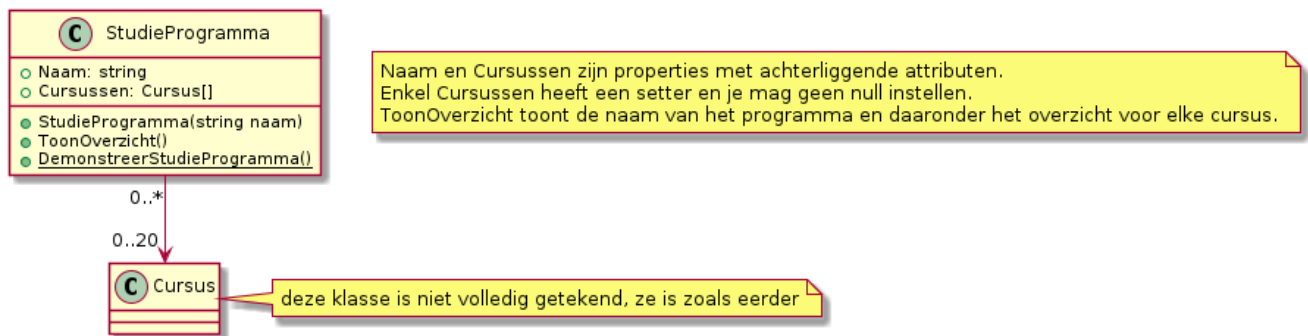 C StudieProgramma
Naam: string
Cursussen: Cursus[]
StudieProgramma(string naam)
ToonOverzicht()
DemonstreerStudieProgramma()
Naam en Cursussen zijn properties met achterliggende attributen.
Enkel Cursussen heeft een setter en je mag geen null instellen.
ToonOverzicht toont de naam van het programma en daaronder het overzicht voor elke cursus.
0..*
0..20
C Cursus
deze klasse is niet volledig getekend, ze is zoals eerder